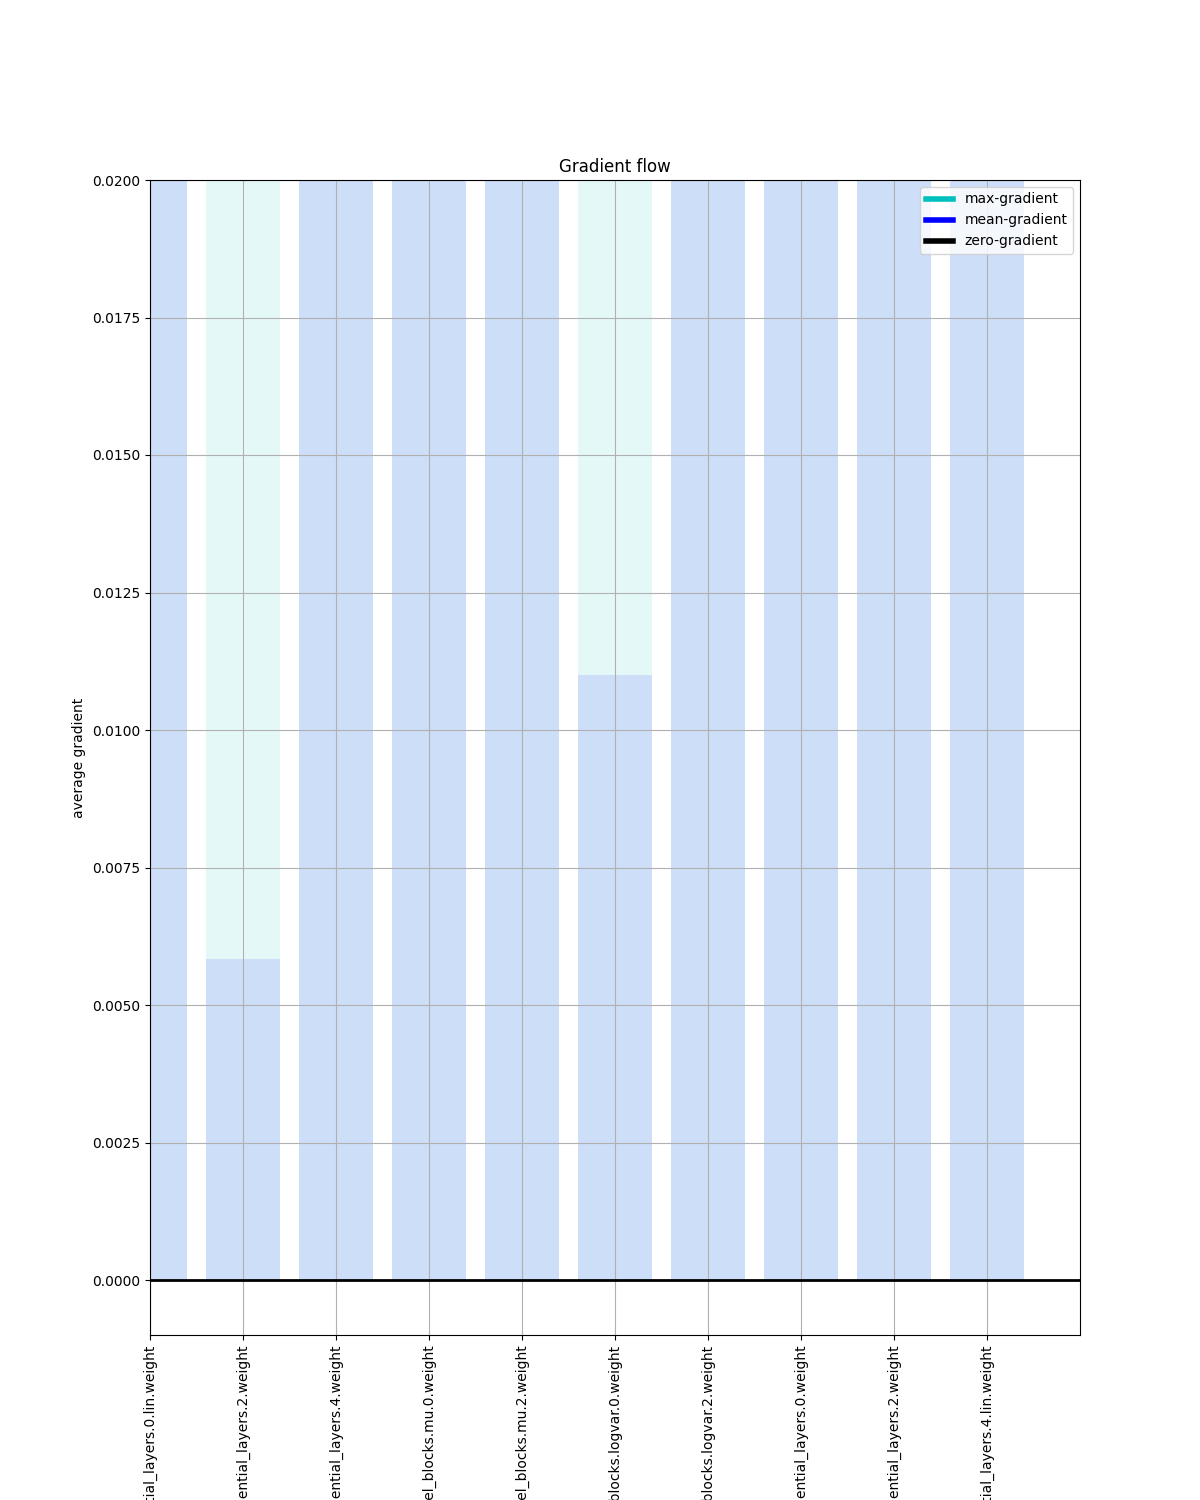 Gradient flow
0.0200
0.0175
0.0150
0.0125
0.0100
0.0075
0.0050
0.0025
0.0000
average gradient
max-gradient
mean-gradient
zero-gradient
tial_layers.0.lin.weight
ential_layers.2.weight
ential_layers.4.weight
el_blocks.mu.0.weight
el_blocks.mu.2.weight
blocks.logvar.0.weight
blocks.logvar.2.weight
ential_layers.0.weight
ential_layers.2.weight
tial_layers.4.lin.weight